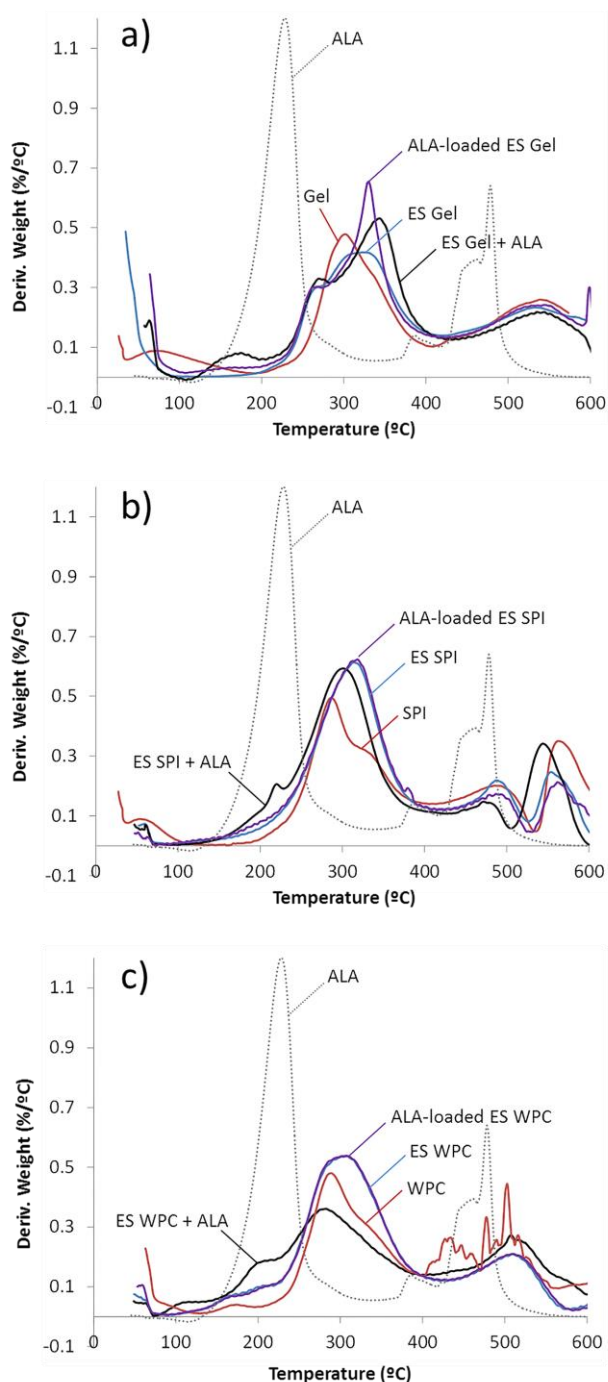 a)
ALA
ALA-loaded ES Gel
Gel
ES Gel
ES Gel + ALA
Deriv. Weight (%/ºC)
1.1
0.9
0.7
0.5
0.3
0.1
-0.1
0 100 200 300 400 500 600
Temperature (ºC)
b)
ALA
ALA-loaded ES SPI
ES SPI
SPI
ES SPI + ALA
Deriv. Weight (%/ºC)
1.1
0.9
0.7
0.5
0.3
0.1
-0.1
0 100 200 300 400 500 600
Temperature (ºC)
c)
ALA
ALA-loaded ES WPC
ES WPC
WPC
ES WPC + ALA
Deriv. Weight (%/ºC)
1.1
0.9
0.7
0.5
0.3
0.1
-0.1
0 100 200 300 400 500 600
Temperature (ºC)